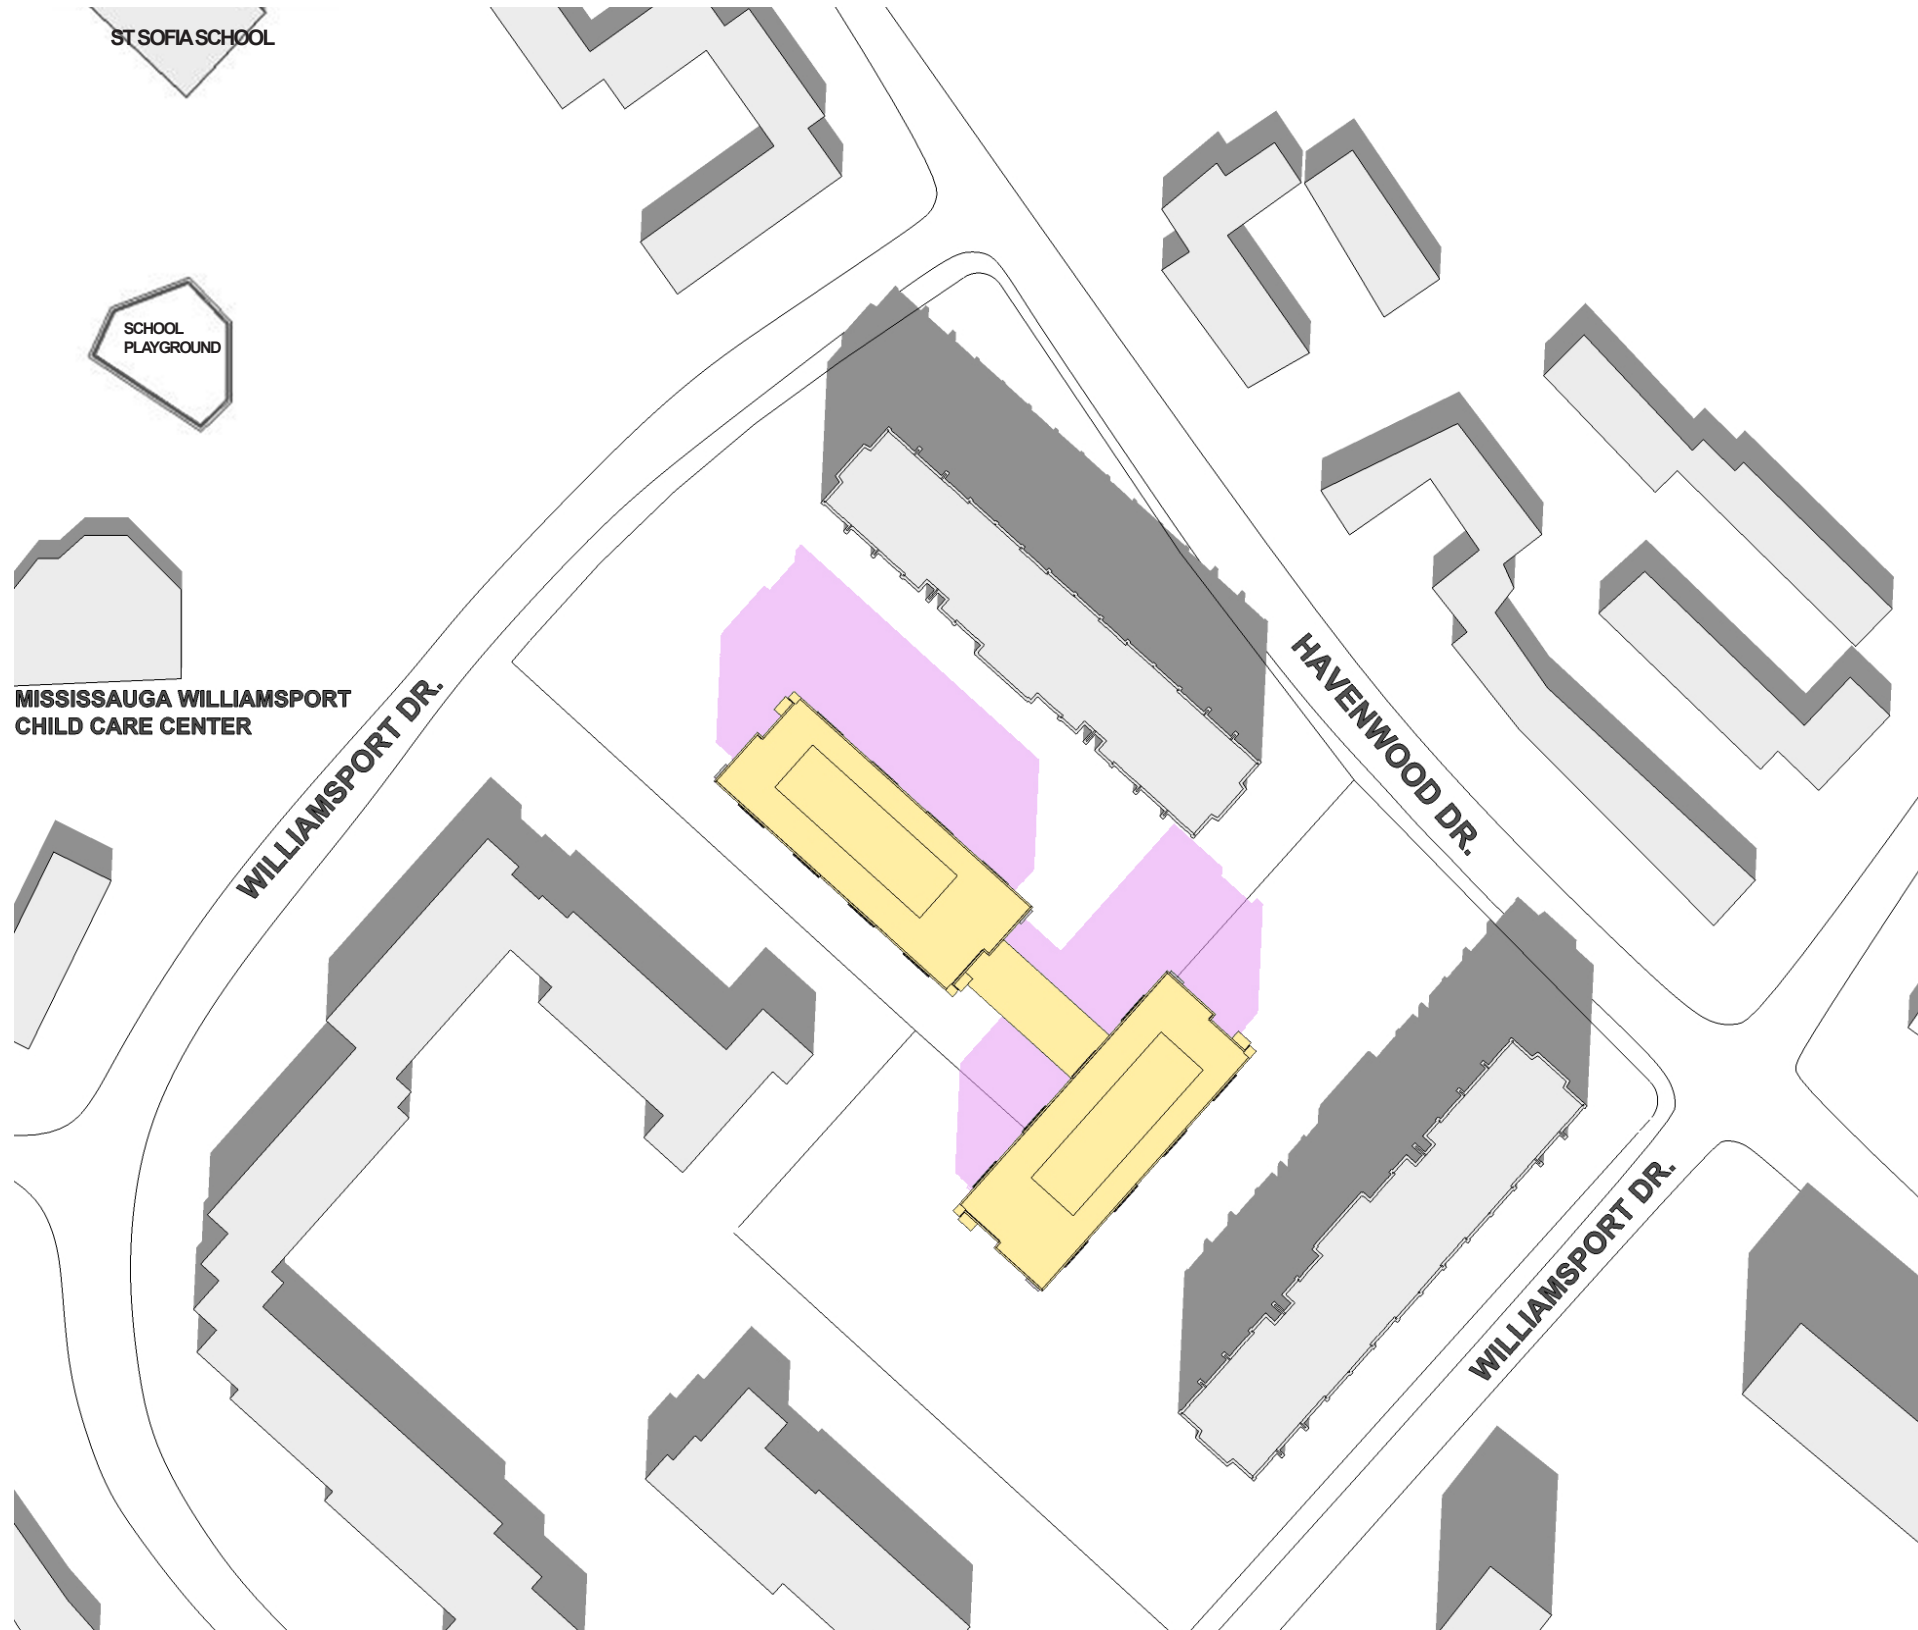 ST SOFIA SCHOOL
SCHOOL
PLAYGROUND
MISSISSAUGA WILLIAMSPORT
CHILD CARE CENTER
WILLIAMSPORT DR.
HAVENWOOD DR.
WILLIAMSPORT DR.